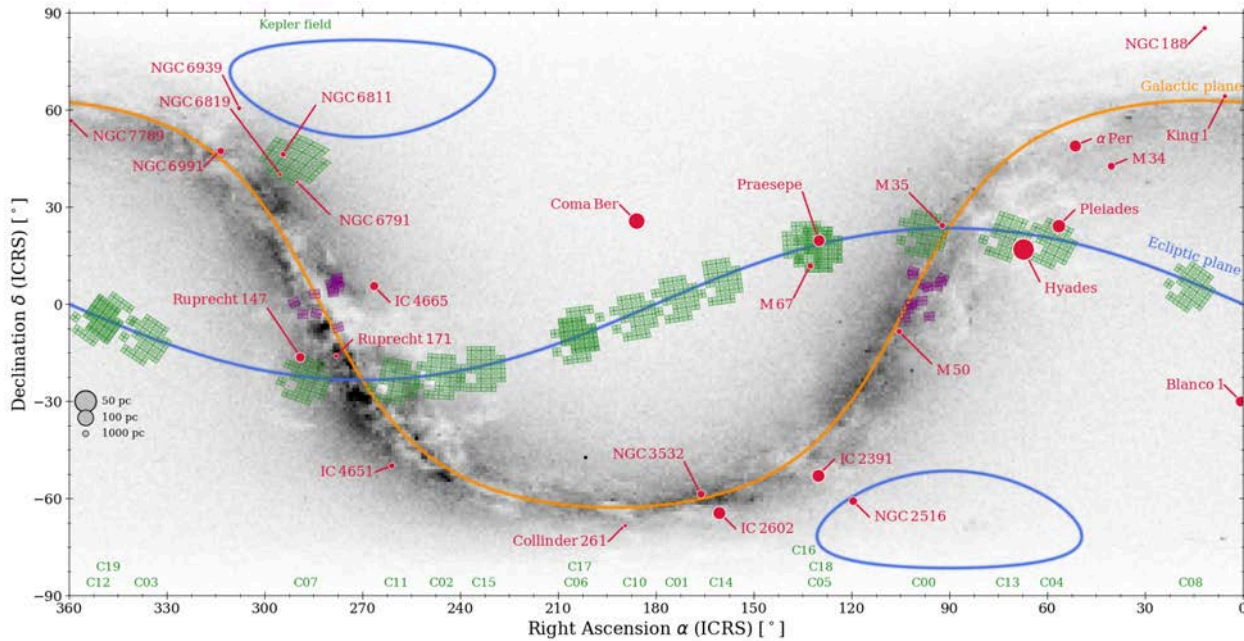 90
60
30
0
−30
−60
−90
Declination δ (ICRS) [°]
Kepler field
NGC 188
NGC 6939
NGC 6819
NGC 6811
Galactic plane
NGC 7789
NGC 6991
King 1
α Per
M 34
NGC 6791
Coma Ber
Praesepe
M 35
Pleiades
Ecliptic plane
Ruprecht 147
IC 4665
M 67
Hyades
Ruprecht 171
M 50
Blanco 1
50 pc
100 pc
1000 pc
IC 4651
NGC 3532
IC 2391
NGC 2516
IC 2602
Collinder 261
C19
C17
C16
C18
C12
C03
C07
C11
C02
C15
C06
C10
C01
C14
C05
C00
C13
C04
C08
360
330
300
270
240
210
180
150
120
90
60
30
0
Right Ascension α (ICRS) [°]